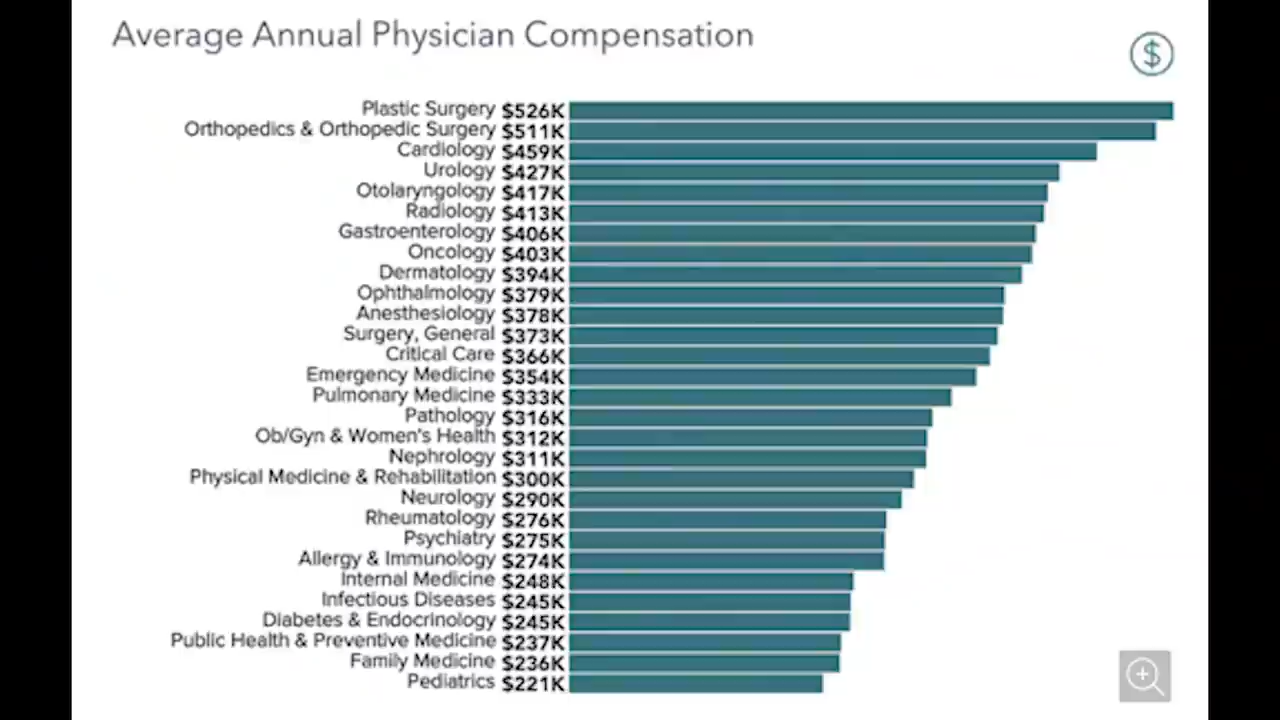 Average Annual Physician Compensation
$
Plastic Surgery $526K
Orthopedics & Orthopedic Surgery $511K
Cardiology $459K
Urology $427K
Otolaryngology $417K
Radiology $413K
Gastroenterology $406K
Oncology $403K
Dermatology $394K
Ophthalmology $379K
Anesthesiology $378K
Surgery, General $373K
Critical Care $366K
Emergency Medicine $354K
Pulmonary Medicine $333K
Pathology $316K
Ob/Gyn & Women's Health $312K
Nephrology $311K
Physical Medicine & Rehabilitation $300K
Neurology $290K
Rheumatology $276K
Psychiatry $275K
Allergy & Immunology $274K
Internal Medicine $248K
Infectious Diseases $245K
Diabetes & Endocrinology $245K
Public Health & Preventive Medicine $237K
Family Medicine $236K
Pediatrics $221K